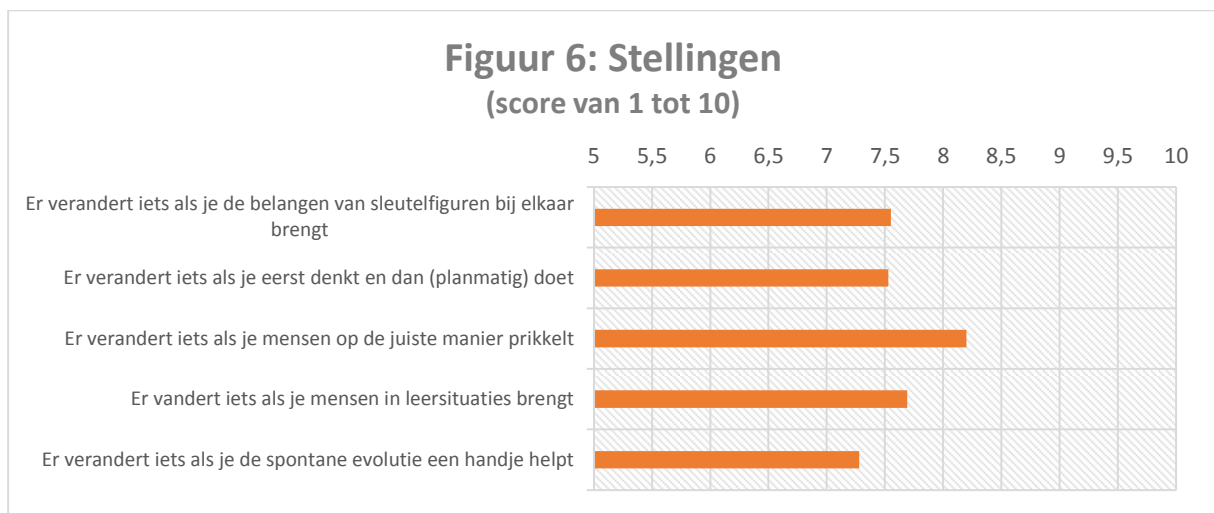 Figuur 6: Stellingen
(score van 1 tot 10)
5 5,5 6 6,5 7 7,5 8 8,5 9 9,5 10
Er verandert iets als je de belangen van sleutelfiguren bij elkaar
brengt
Er verandert iets als je eerst denkt en dan (planmatig) doet
Er verandert iets als je mensen op de juiste manier prikkelt
Er vandert iets als je mensen in leersituaties brengt
Er verandert iets als je de spontane evolutie een handje helpt